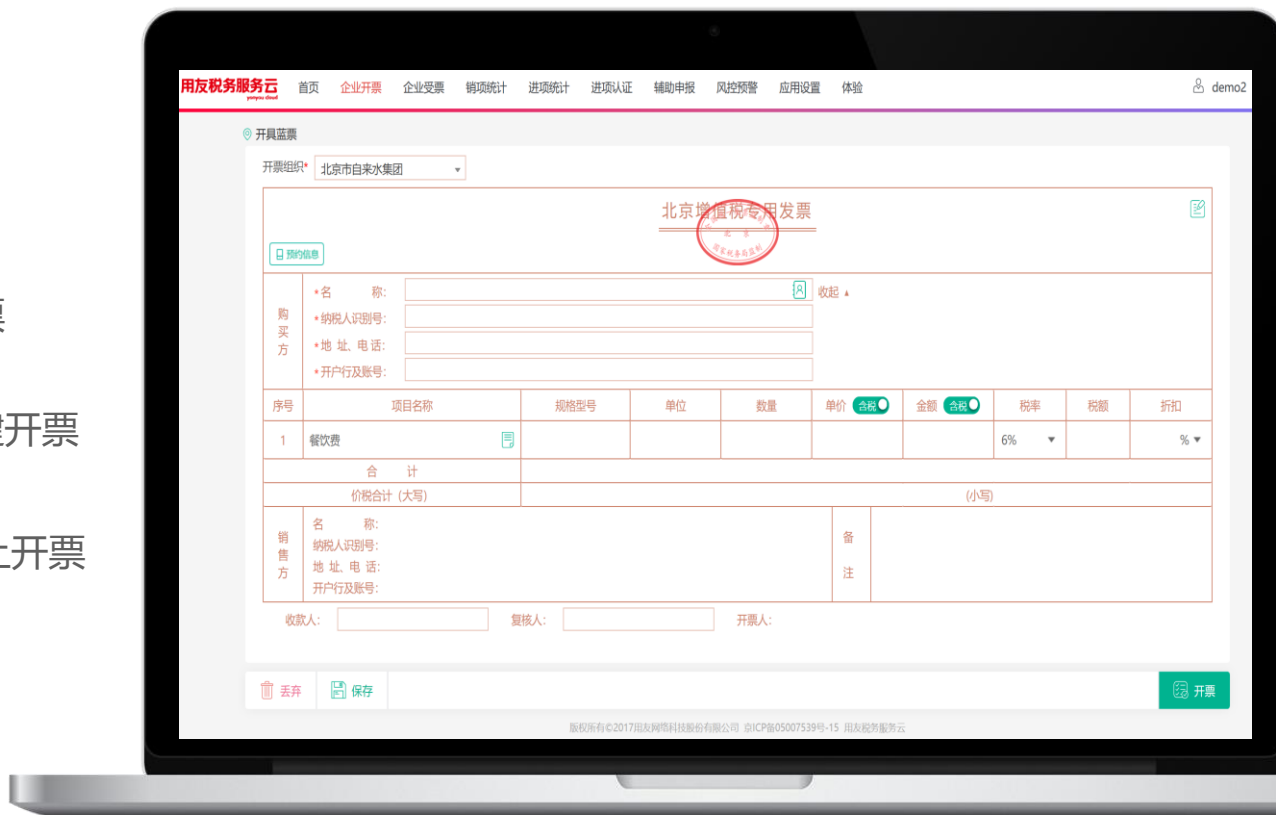 用友税务服务云 首页 企业开票 企业受票 销项统计 进项统计 进项认证 辅助申报 风控预警 应用设置 体验 demo2
yonyou cloud
开具蓝票
开票组织* 北京市自来水集团
北京增值税专用发票
北京
国家税务局监制
预约信息
购买方
*名 称: 收起
*纳税人识别号:
*地 址、电 话:
*开户行及账号:
序号 项目名称 规格型号 单位 数量 单价 含税 金额 含税 税率 税额 折扣
1 餐饮费 6% %
合 计
价税合计 (大写) (小写)
销售方
名 称:
纳税人识别号:
地 址、电 话:
开户行及账号:
备注
收款人: 复核人: 开票人:
丢弃 保存 开票
版权所有©2017用友网络科技股份有限公司 京ICP备05007539号-15 用友税务服务云
票
开票
开票